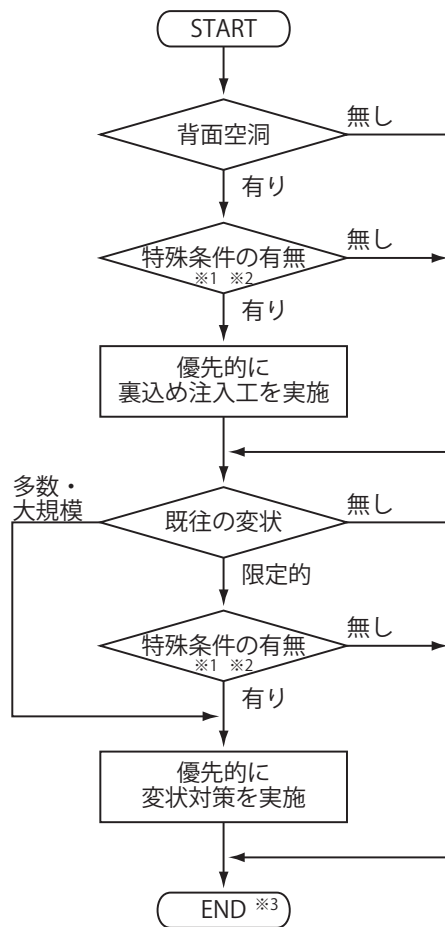 START
背面空洞
無し
有り
特殊条件の有無
※1 ※2
無し
有り
優先的に
裏込め注入工を実施
多数・
大規模
既往の変状
無し
限定的
特殊条件の有無
※1 ※2
無し
有り
優先的に
変状対策を実施
END ※3